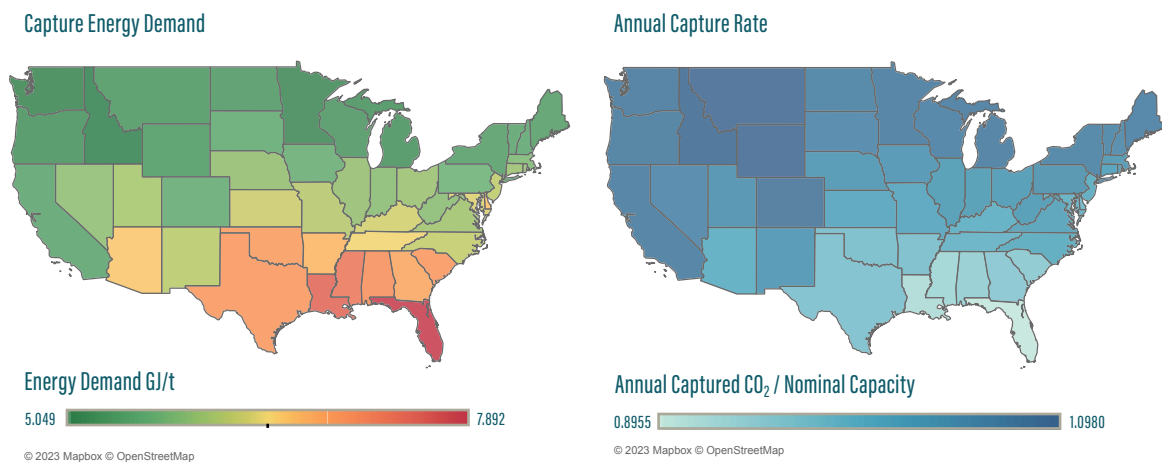 Capture Energy Demand
Annual Capture Rate
Energy Demand GJ/t
5.049
7.892
© 2023 Mapbox © OpenStreetMap
Annual Captured CO₂ / Nominal Capacity
0.8955
1.0980
© 2023 Mapbox © OpenStreetMap